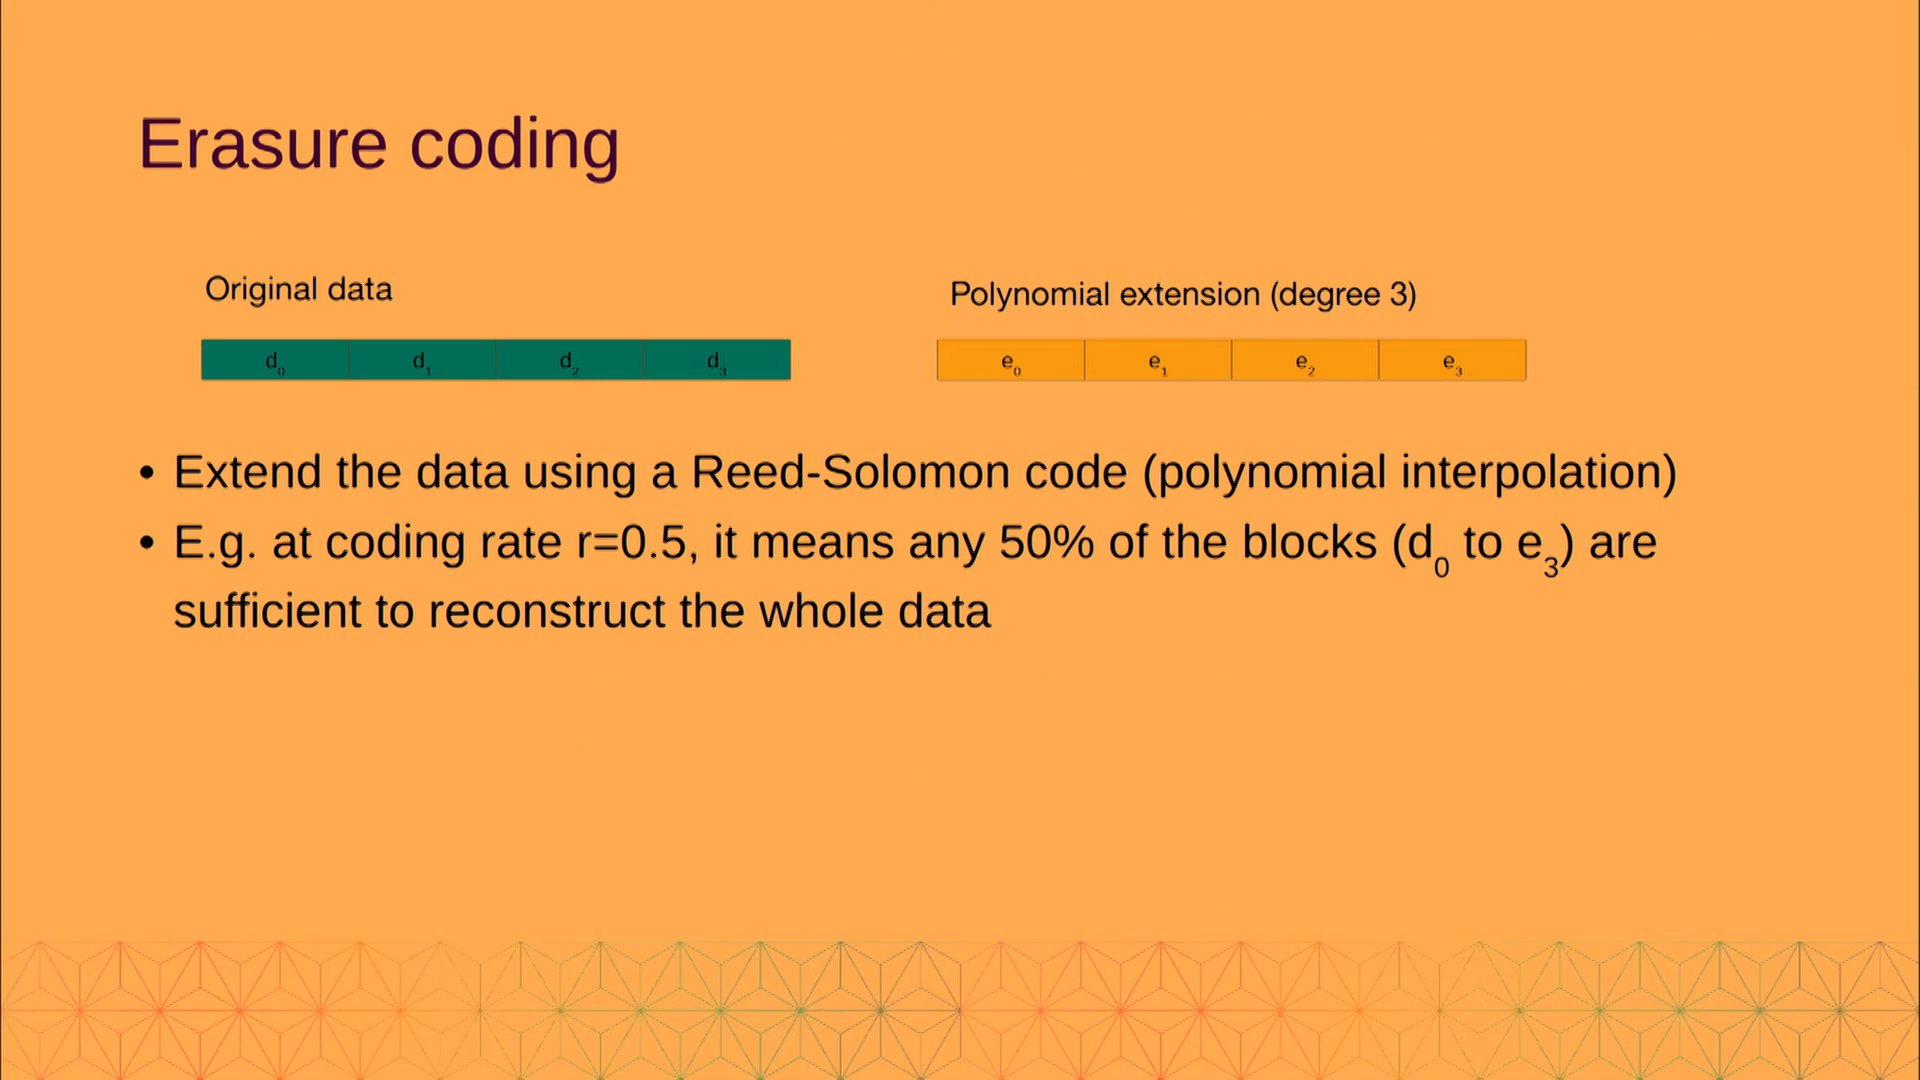 Erasure coding
Original data
Polynomial extension (degree 3)
d0 d1 d2 d3
e0 e1 e2 e3
• Extend the data using a Reed-Solomon code (polynomial interpolation)
• E.g. at coding rate r=0.5, it means any 50% of the blocks (d0 to e3) are
sufficient to reconstruct the whole data